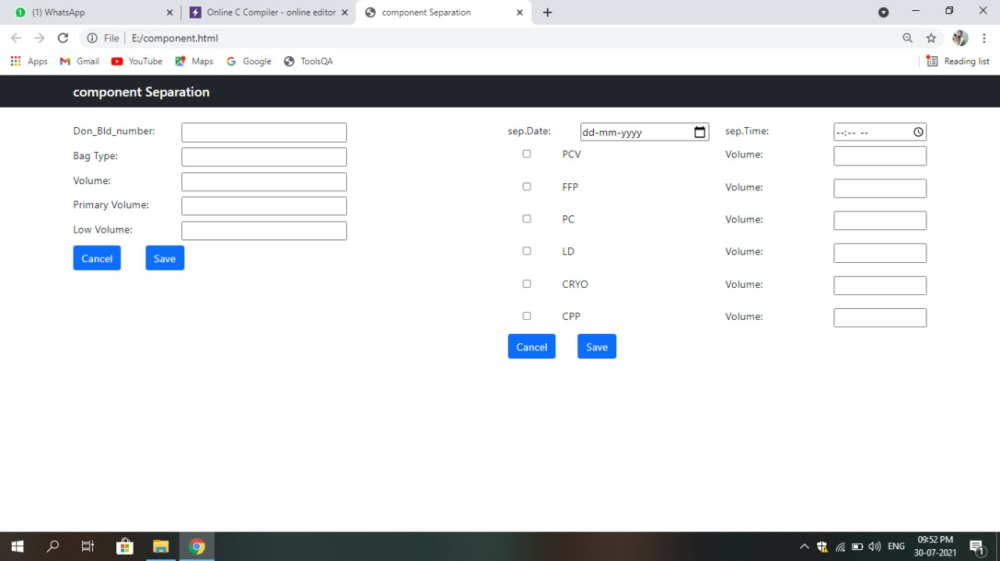 (1) WhatsApp
Online C Compiler - online editor
component Separation
File
E:/component.html
Apps
Gmail
YouTube
Maps
Google
ToolsQA
Reading list
component Separation
Don_Bld_number:
Bag Type:
Volume:
Primary Volume:
Low Volume:
Cancel
Save
sep.Date:
dd-mm-yyyy
sep.Time:
--:-- --
PCV
Volume:
FFP
Volume:
PC
Volume:
LD
Volume:
CRYO
Volume:
CPP
Volume:
Cancel
Save
ENG
09:52 PM
30-07-2021
1